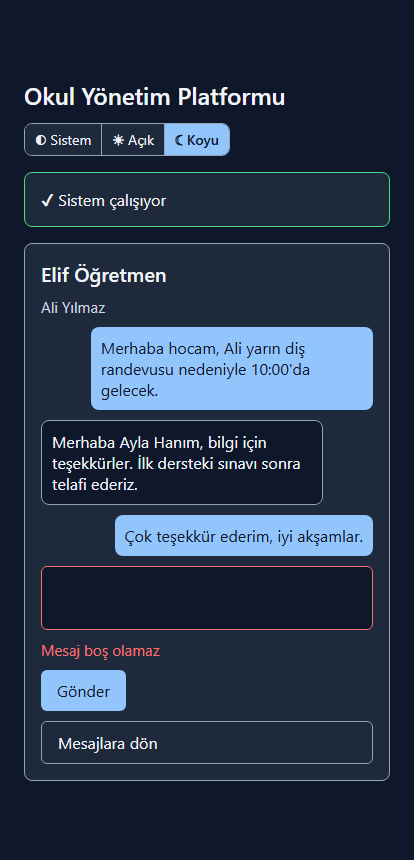 Okul Yönetim Platformu
◐ Sistem ☀ Açık ☾ Koyu
✓ Sistem çalışıyor
Elif Öğretmen
Ali Yılmaz
Merhaba hocam, Ali yarın diş
randevusu nedeniyle 10:00'da
gelecek.
Merhaba Ayla Hanım, bilgi için
teşekkürler. İlk dersteki sınavı sonra
telafi ederiz.
Çok teşekkür ederim, iyi akşamlar.
Mesaj boş olamaz
Gönder
Mesajlara dön